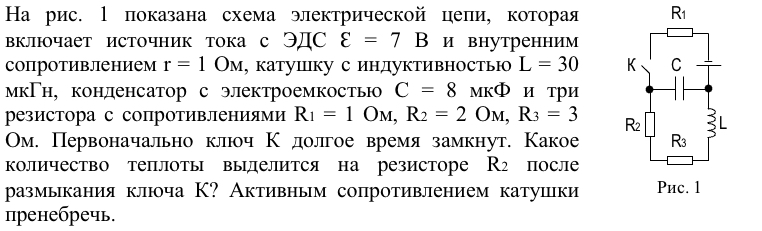 На рис. 1 показана схема электрической цепи, которая
включает источник тока с ЭДС Ɛ = 7 В и внутренним
сопротивлением r = 1 Ом, катушку с индуктивностью L = 30
мкГн, конденсатор с электроемкостью C = 8 мкФ и три
резистора с сопротивлениями R1 = 1 Ом, R2 = 2 Ом, R3 = 3
Ом. Первоначально ключ К долгое время замкнут. Какое
количество теплоты выделится на резисторе R2 после
размыкания ключа К? Активным сопротивлением катушки
пренебречь.
R1
К C
R2 L
R3
Рис. 1